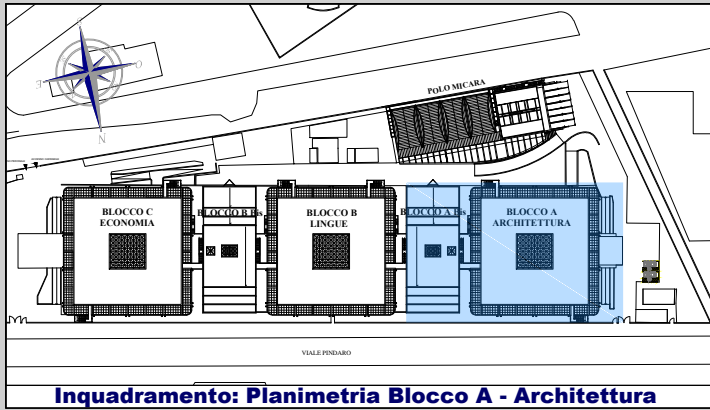 S
E
O
N
POLO MICARA
BLOCCO C
ECONOMIA
BLOCCO B Bis
BLOCCO B
LINGUE
BLOCCO A Bis
BLOCCO A
ARCHITETTURA
VIALE PINDARO
Inquadramento: Planimetria Blocco A - Architettura